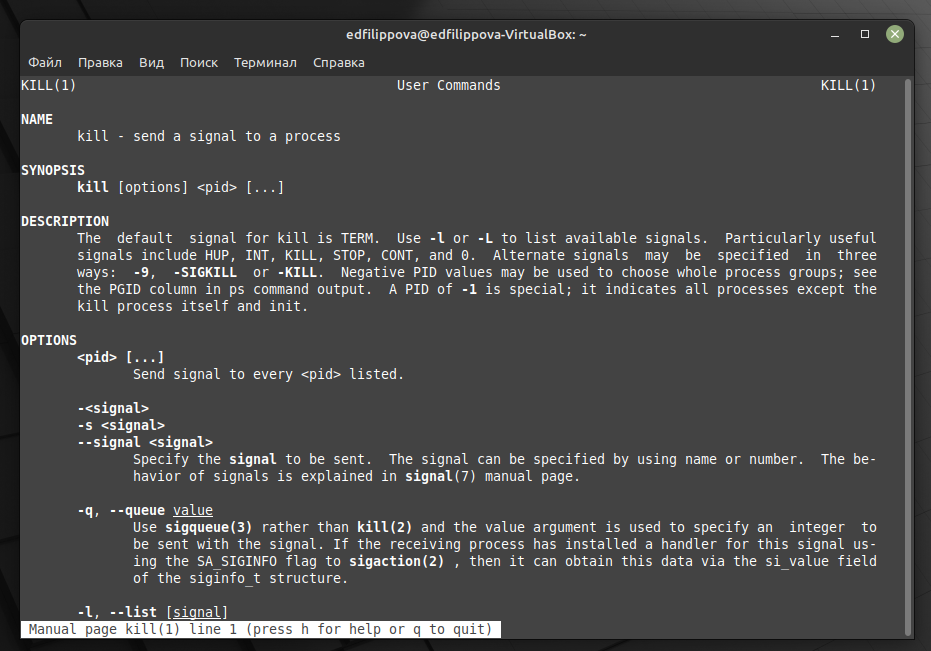 edfilippova@edfilippova-VirtualBox: ~
Файл Правка Вид Поиск Терминал Справка
KILL(1) User Commands KILL(1)
NAME
kill - send a signal to a process
SYNOPSIS
kill [options] <pid> [...]
DESCRIPTION
The default signal for kill is TERM. Use -l or -L to list available signals. Particularly useful
signals include HUP, INT, KILL, STOP, CONT, and 0. Alternate signals may be specified in three
ways: -9, -SIGKILL or -KILL. Negative PID values may be used to choose whole process groups; see
the PGID column in ps command output. A PID of -1 is special; it indicates all processes except the
kill process itself and init.
OPTIONS
<pid> [...]
Send signal to every <pid> listed.
-<signal>
-s <signal>
--signal <signal>
Specify the signal to be sent. The signal can be specified by using name or number. The be-
havior of signals is explained in signal(7) manual page.
-q, --queue value
Use sigqueue(3) rather than kill(2) and the value argument is used to specify an integer to
be sent with the signal. If the receiving process has installed a handler for this signal us-
ing the SA_SIGINFO flag to sigaction(2) , then it can obtain this data via the si_value field
of the siginfo_t structure.
-l, --list [signal]
Manual page kill(1) line 1 (press h for help or q to quit)